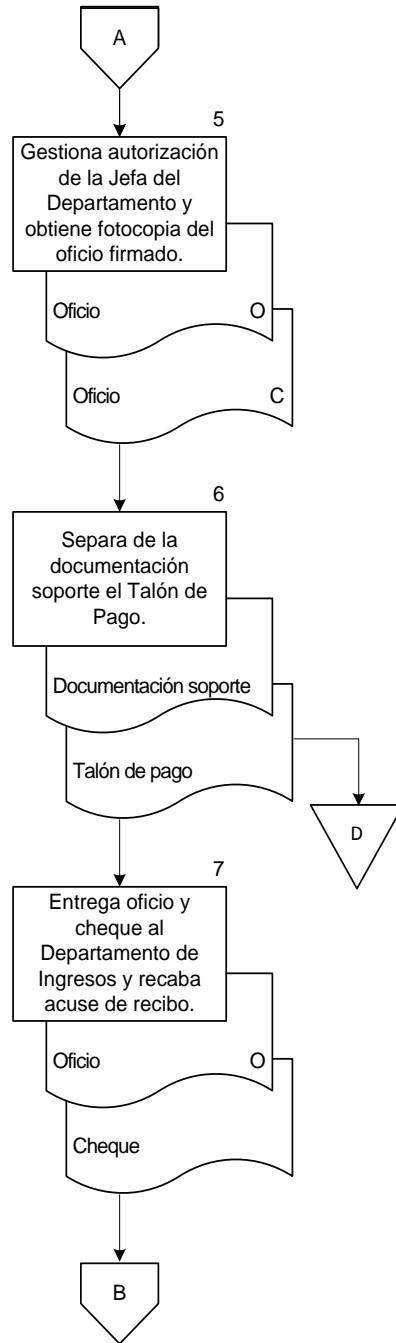 A
5
Gestiona autorización
de la Jefa del
Departamento y
obtiene fotocopia del
oficio firmado.
Oficio O
Oficio C
6
Separa de la
documentación
soporte el Talón de
Pago.
Documentación soporte
Talón de pago
D
7
Entrega oficio y
cheque al
Departamento de
Ingresos y recaba
acuse de recibo.
Oficio O
Cheque
B